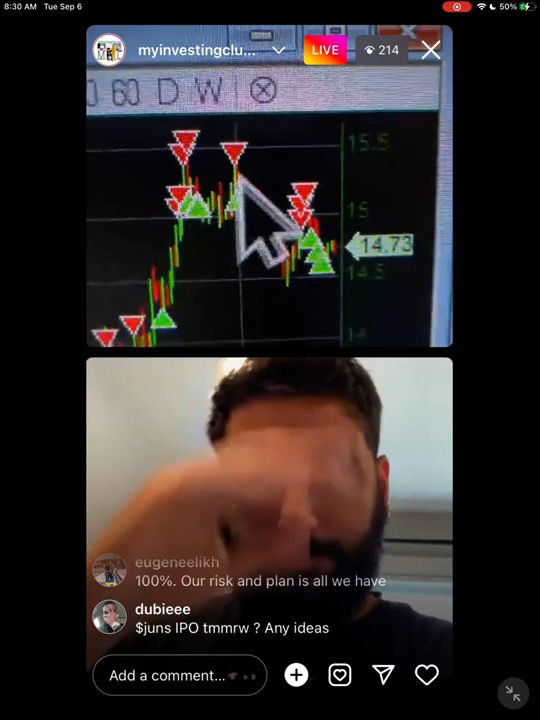 8:30 AM Tue Sep 6
50%
myinvestingclu...
LIVE
214
60 D W
15.5
15
14.73
14.5
eugeneelikh
100%. Our risk and plan is all we have
dubieee
$juns IPO tmmrw ? Any ideas
Add a comment...